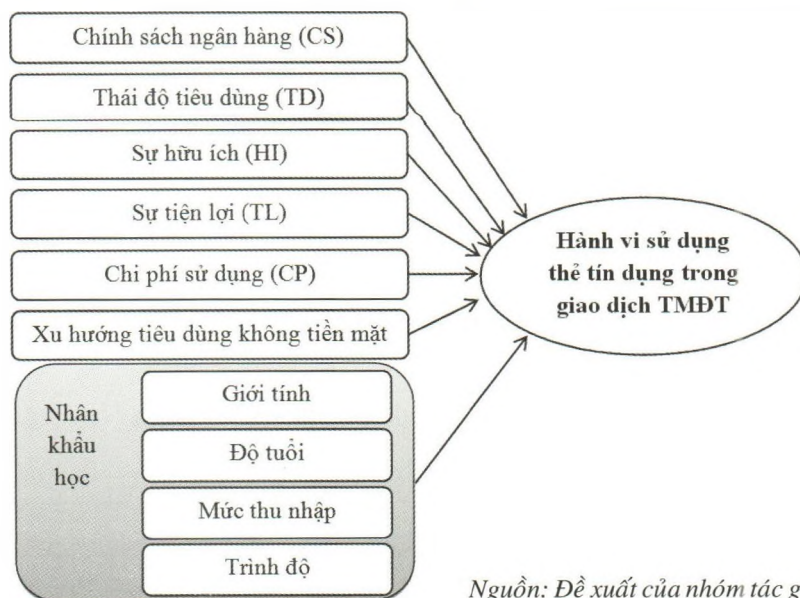 Chính sách ngân hàng (CS)
Thái độ tiêu dùng (TD)
Sự hữu ích (HI)
Sự tiện lợi (TL)
Chi phí sử dụng (CP)
Xu hướng tiêu dùng không tiền mặt
Nhân
khẩu
học
Giới tính
Độ tuổi
Mức thu nhập
Trình độ
Hành vi sử dụng
thẻ tín dụng trong
giao dịch TMĐT
Nguồn: Đề xuất của nhóm tác g